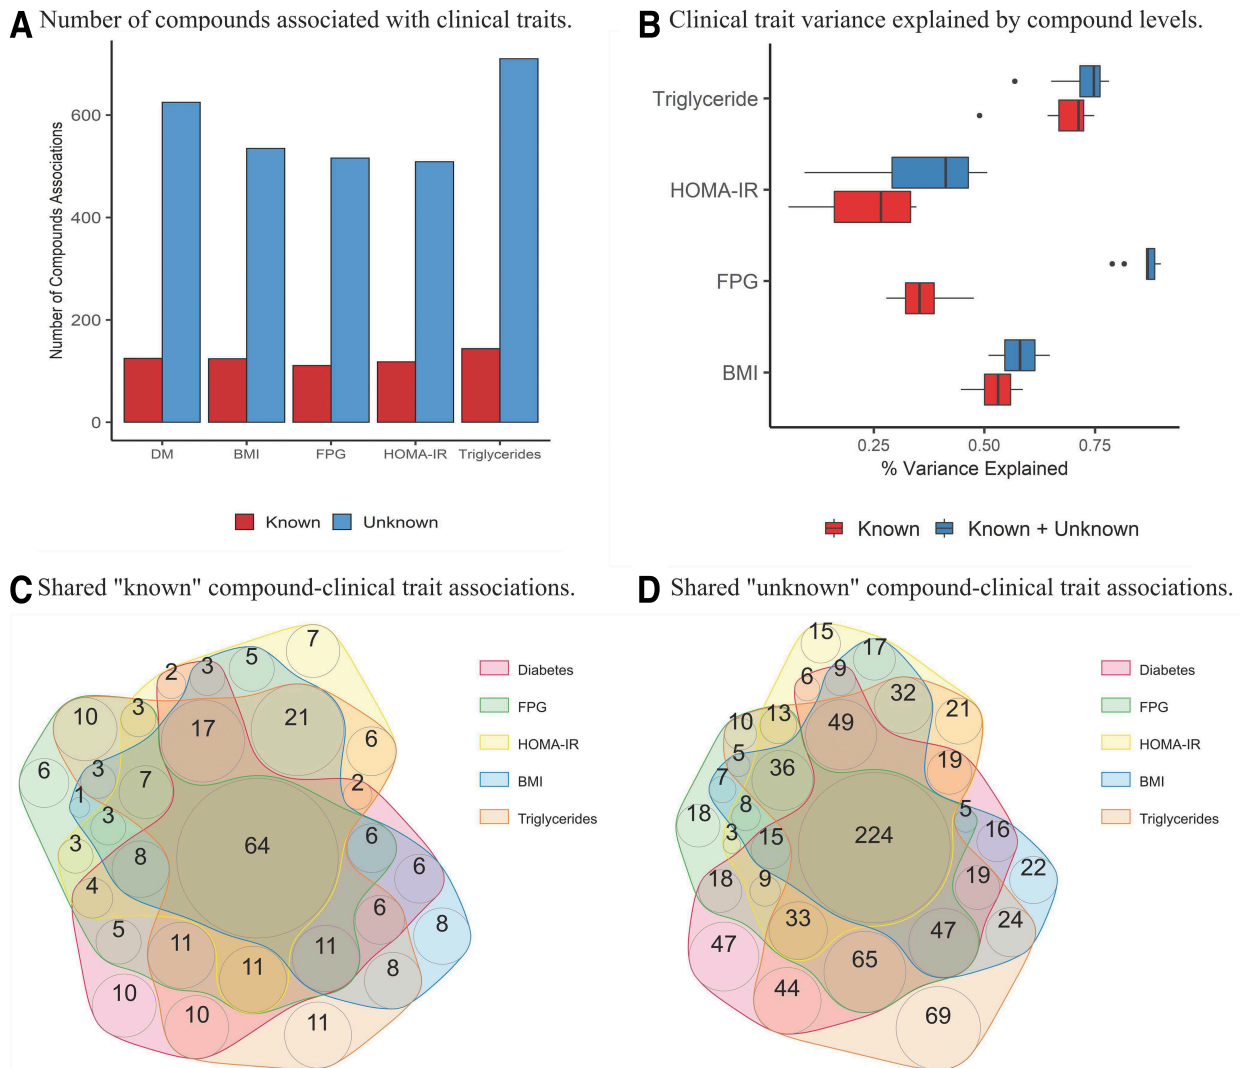 A Number of compounds associated with clinical traits.
Number of Compounds Associations
600
400
200
0
DM BMI FPG HOMA-IR Triglycerides
Known Unknown
B Clinical trait variance explained by compound levels.
Triglyceride
HOMA-IR
FPG
BMI
0.25 0.50 0.75
% Variance Explained
Known Known + Unknown
C Shared "known" compound-clinical trait associations.
7
5
3
2
3
10
17
21
6
6
3
7
2
1
3
64
6
3
8
6
4
6
5
11
11
11
8
8
10
10
11
Diabetes
FPG
HOMA-IR
BMI
Triglycerides
D Shared "unknown" compound-clinical trait associations.
15
17
9
6
32
21
10
13
49
5
36
19
7
8
5
18
3
15
224
16
18
9
19
22
33
47
24
47
65
44
69
Diabetes
FPG
HOMA-IR
BMI
Triglycerides